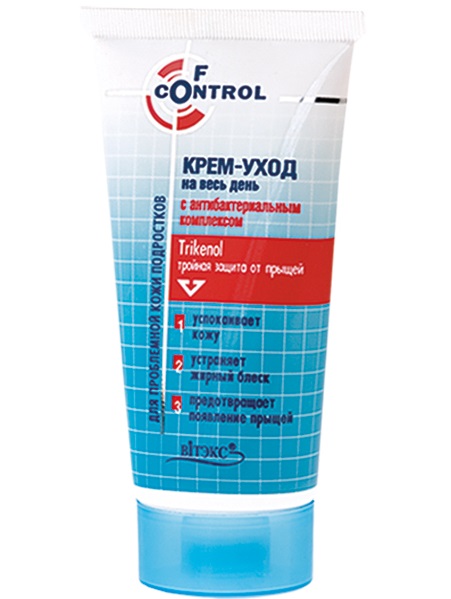 OF
CONTROL
КРЕМ-УХОД
на весь день
с антибактериальным
комплексом
Trikenol
тройная защита от прыщей
1 успокаивает
кожу
2 устраняет
жирный блеск
3 предотвращает
появление прыщей
ДЛЯ ПРОБЛЕМНОЙ КОЖИ ПОДРОСТКОВ
вiтэкс